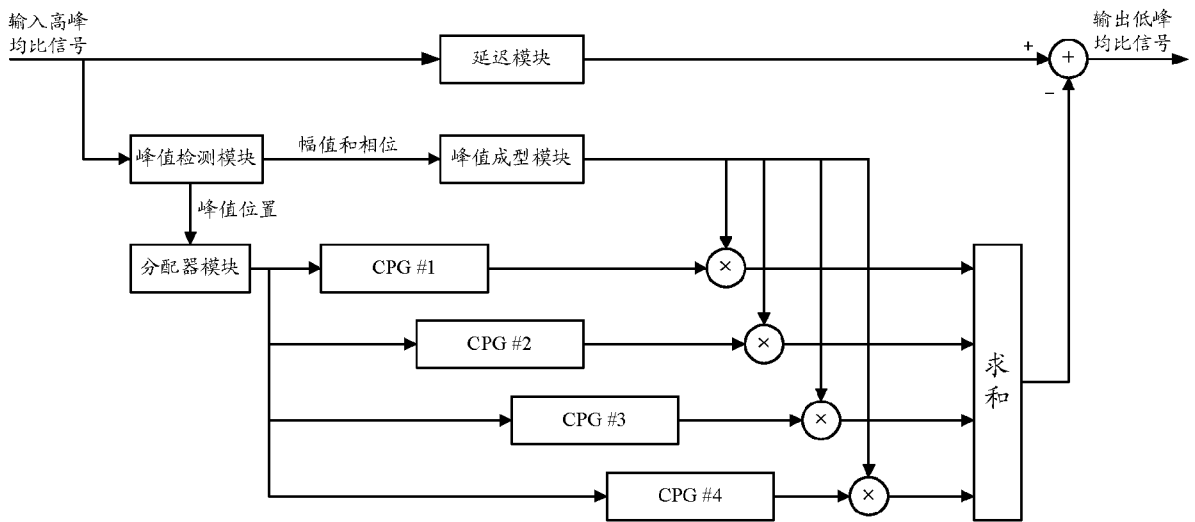 输入高峰
均比信号
延迟模块
+
+
输出低峰
均比信号
−
峰值检测模块
幅值和相位
峰值成型模块
峰值位置
分配器模块
CPG #1
×
CPG #2
×
求和
CPG #3
×
CPG #4
×